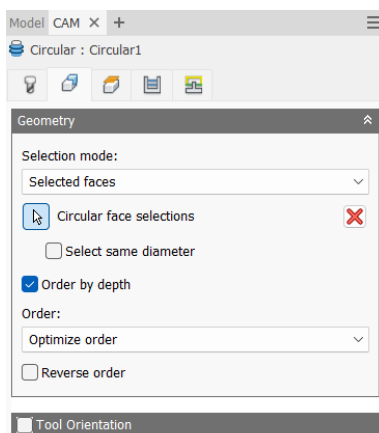 Model CAM
Circular : Circular1
Geometry
Selection mode:
Selected faces
Circular face selections
Select same diameter
Order by depth
Order:
Optimize order
Reverse order
Tool Orientation